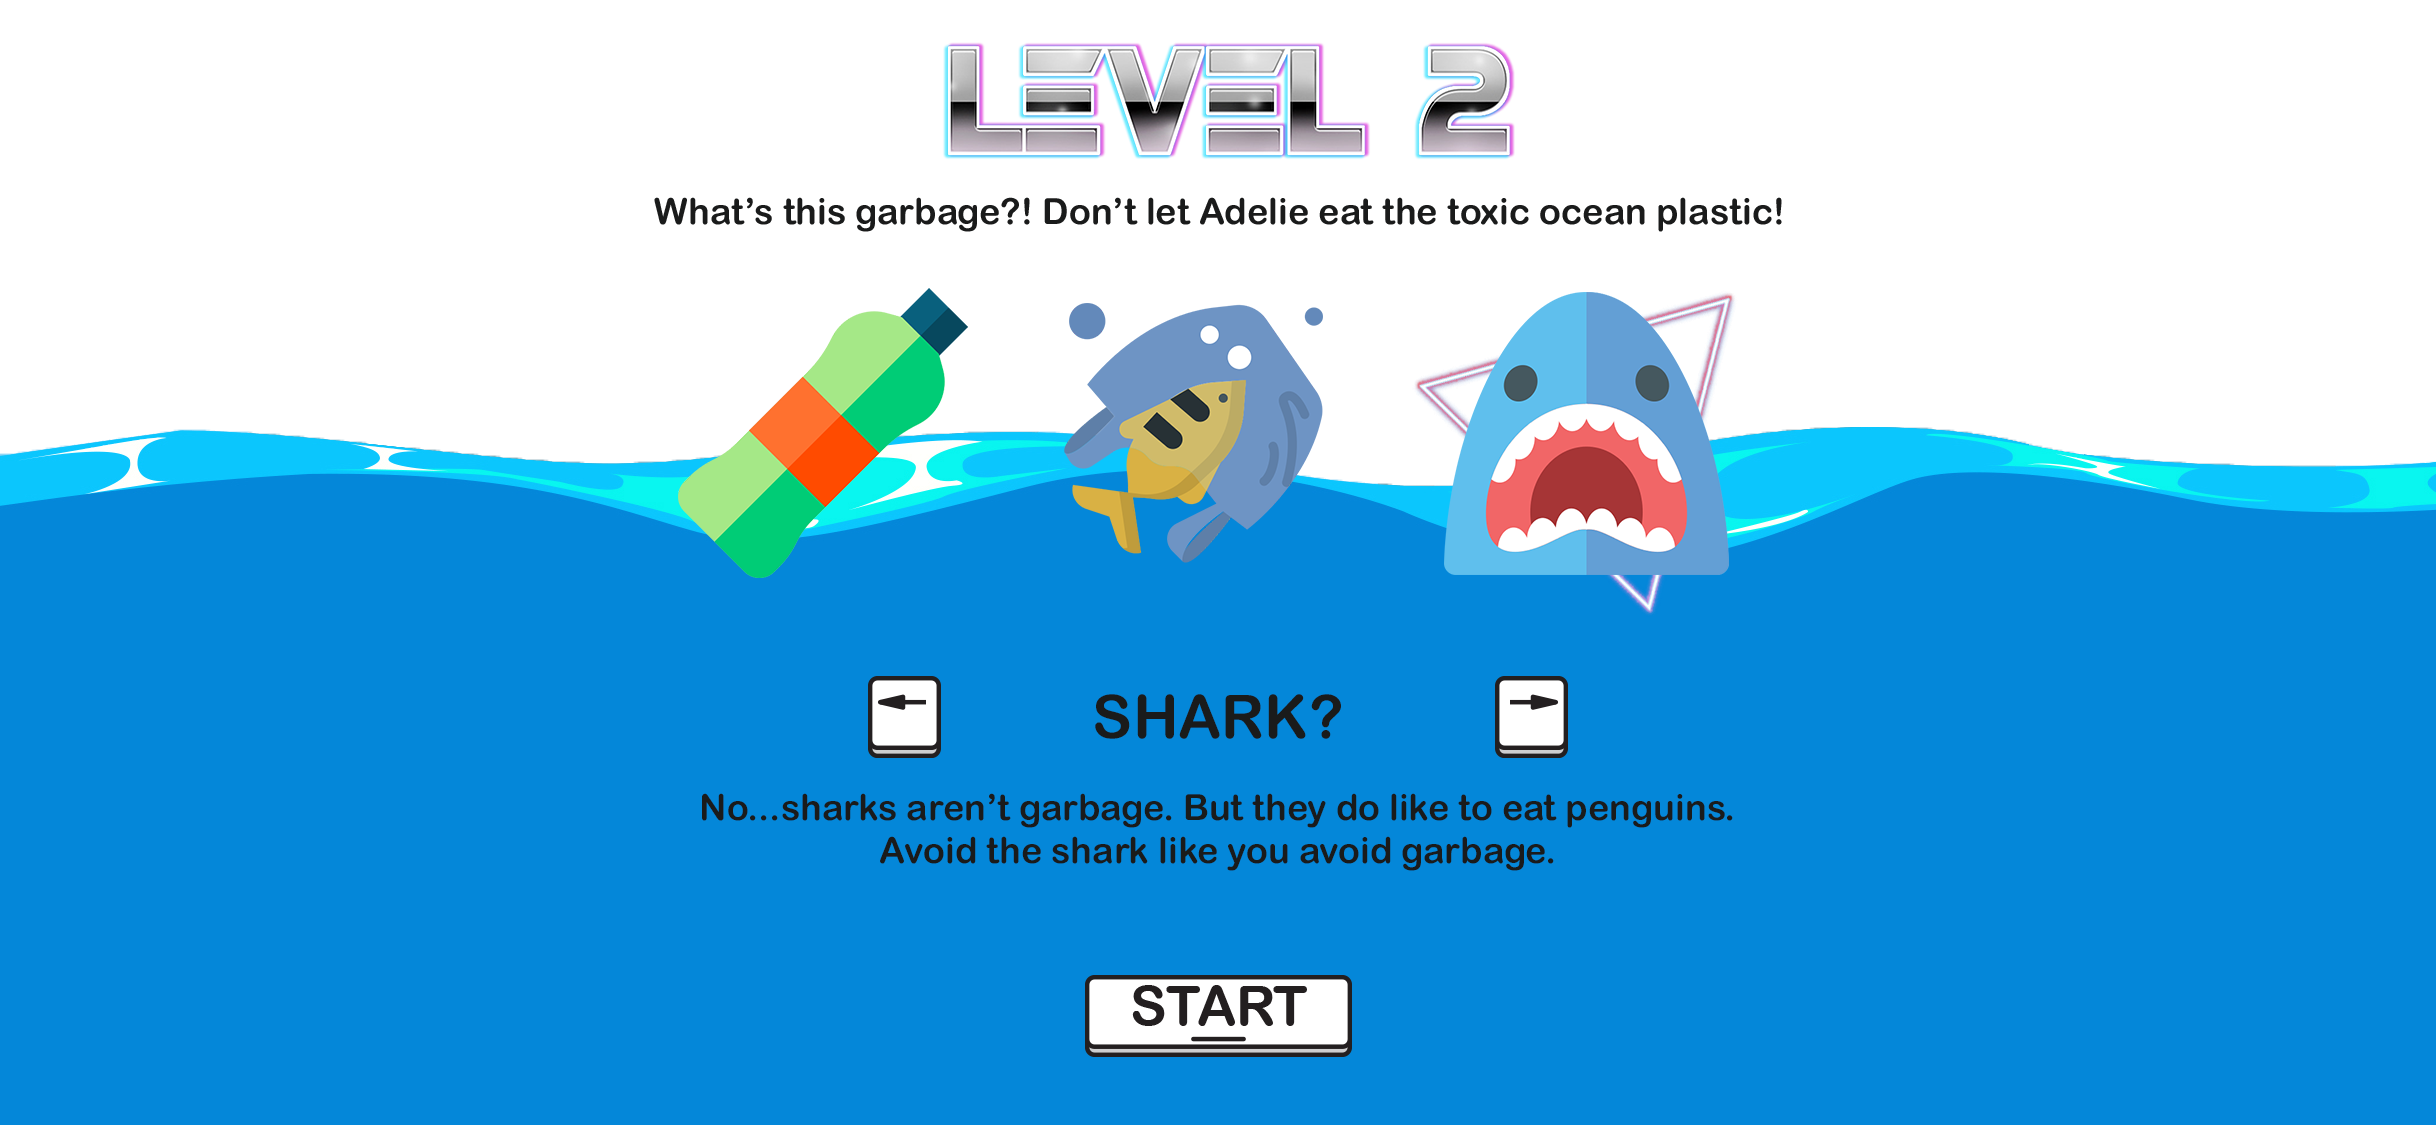 LEVEL 2
What’s this garbage?! Don’t let Adelie eat the toxic ocean plastic!
SHARK?
No...sharks aren’t garbage. But they do like to eat penguins.
Avoid the shark like you avoid garbage.
START